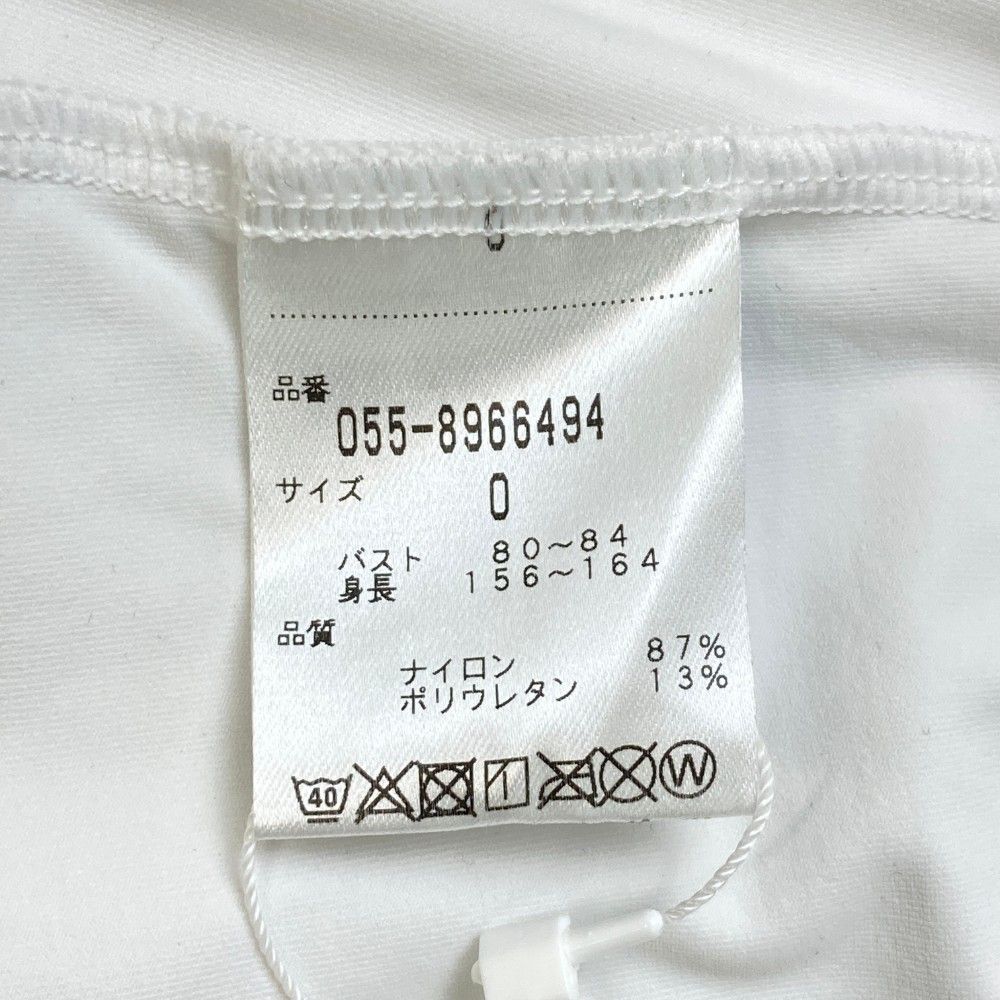 品番
055-8966494
サイズ 0
バスト 80~84
身長 156~164
品質
ナイロン 87%
ポリウレタン 13%
40 W